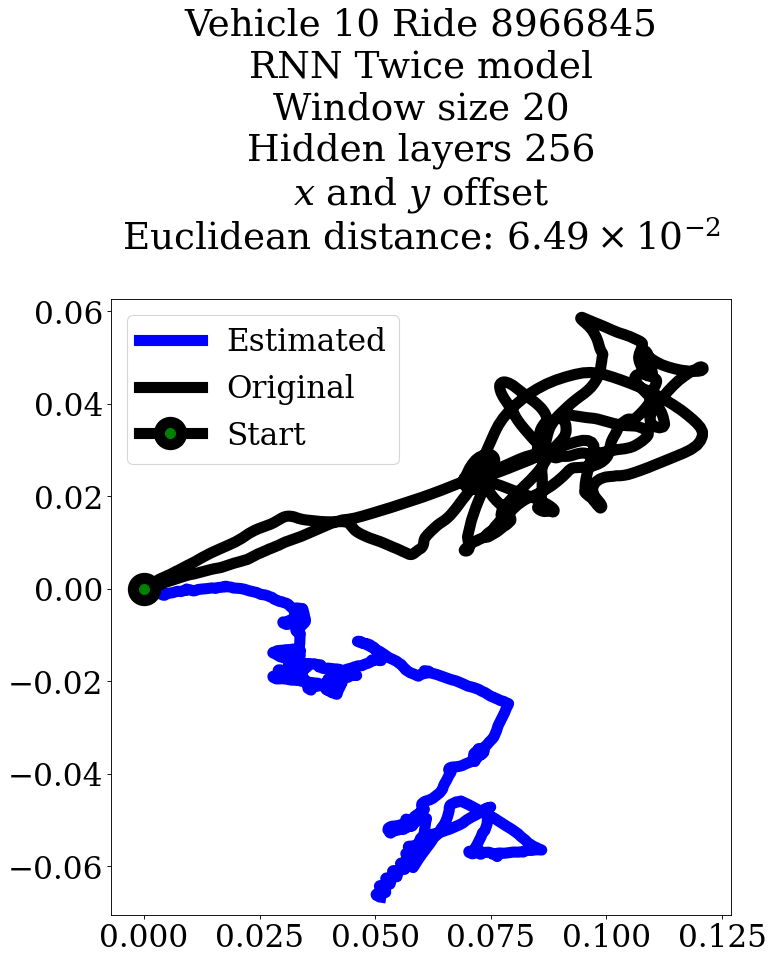 Vehicle 10 Ride 8966845
RNN Twice model
Window size 20
Hidden layers 256
x and y offset
Euclidean distance: 6.49 × 10⁻²
Estimated
Original
Start
0.06
0.04
0.02
0.00
−0.02
−0.04
−0.06
0.000 0.025 0.050 0.075 0.100 0.125